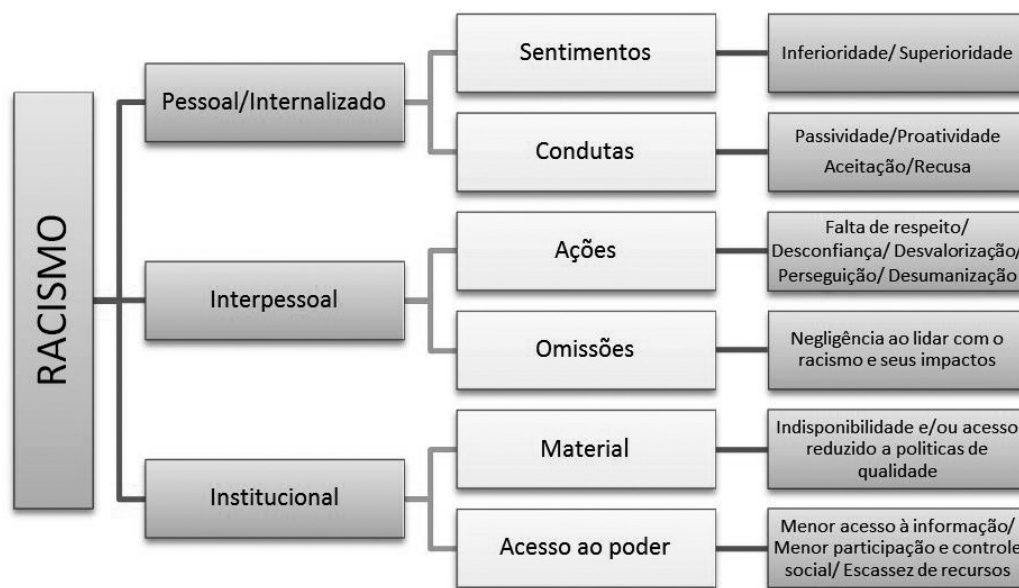 RACISMO
Pessoal/Internalizado
Sentimentos
Inferioridade/ Superioridade
Condutas
Passividade/Proatividade
Aceitação/Recusa
Interpessoal
Ações
Falta de respeito/
Desconfiança/ Desvalorização/
Perseguição/ Desumanização
Omissões
Negligência ao lidar com o
racismo e seus impactos
Institucional
Material
Indisponibilidade e/ou acesso
reduzido a politicas de
qualidade
Acesso ao poder
Menor acesso à informação/
Menor participação e controle
social/ Escassez de recursos